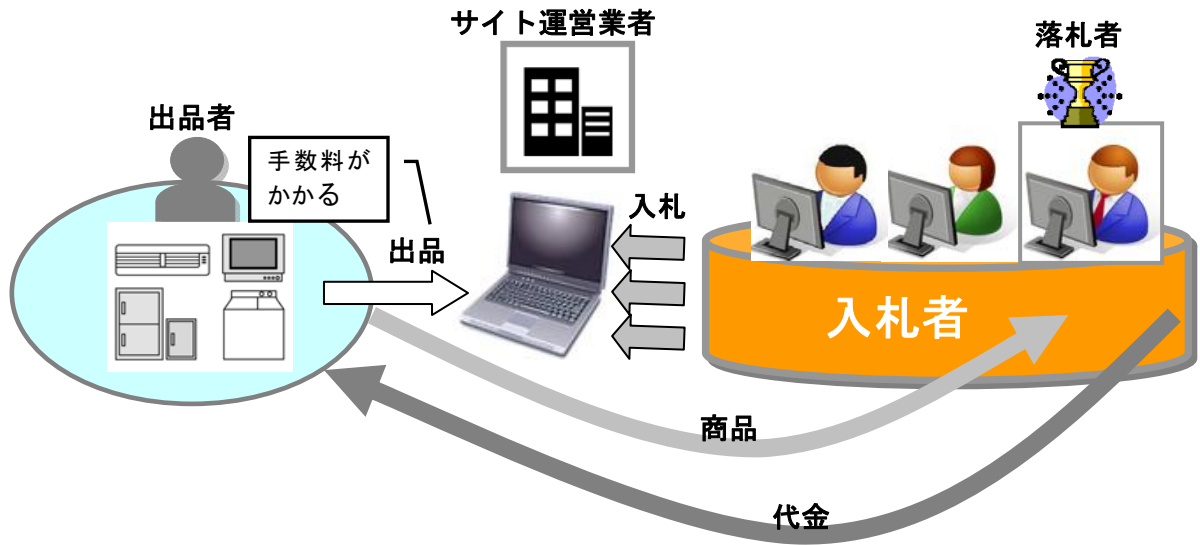 サイト運営業者
落札者
出品者
手数料が
かかる
入札
出品
入札者
商品
代金